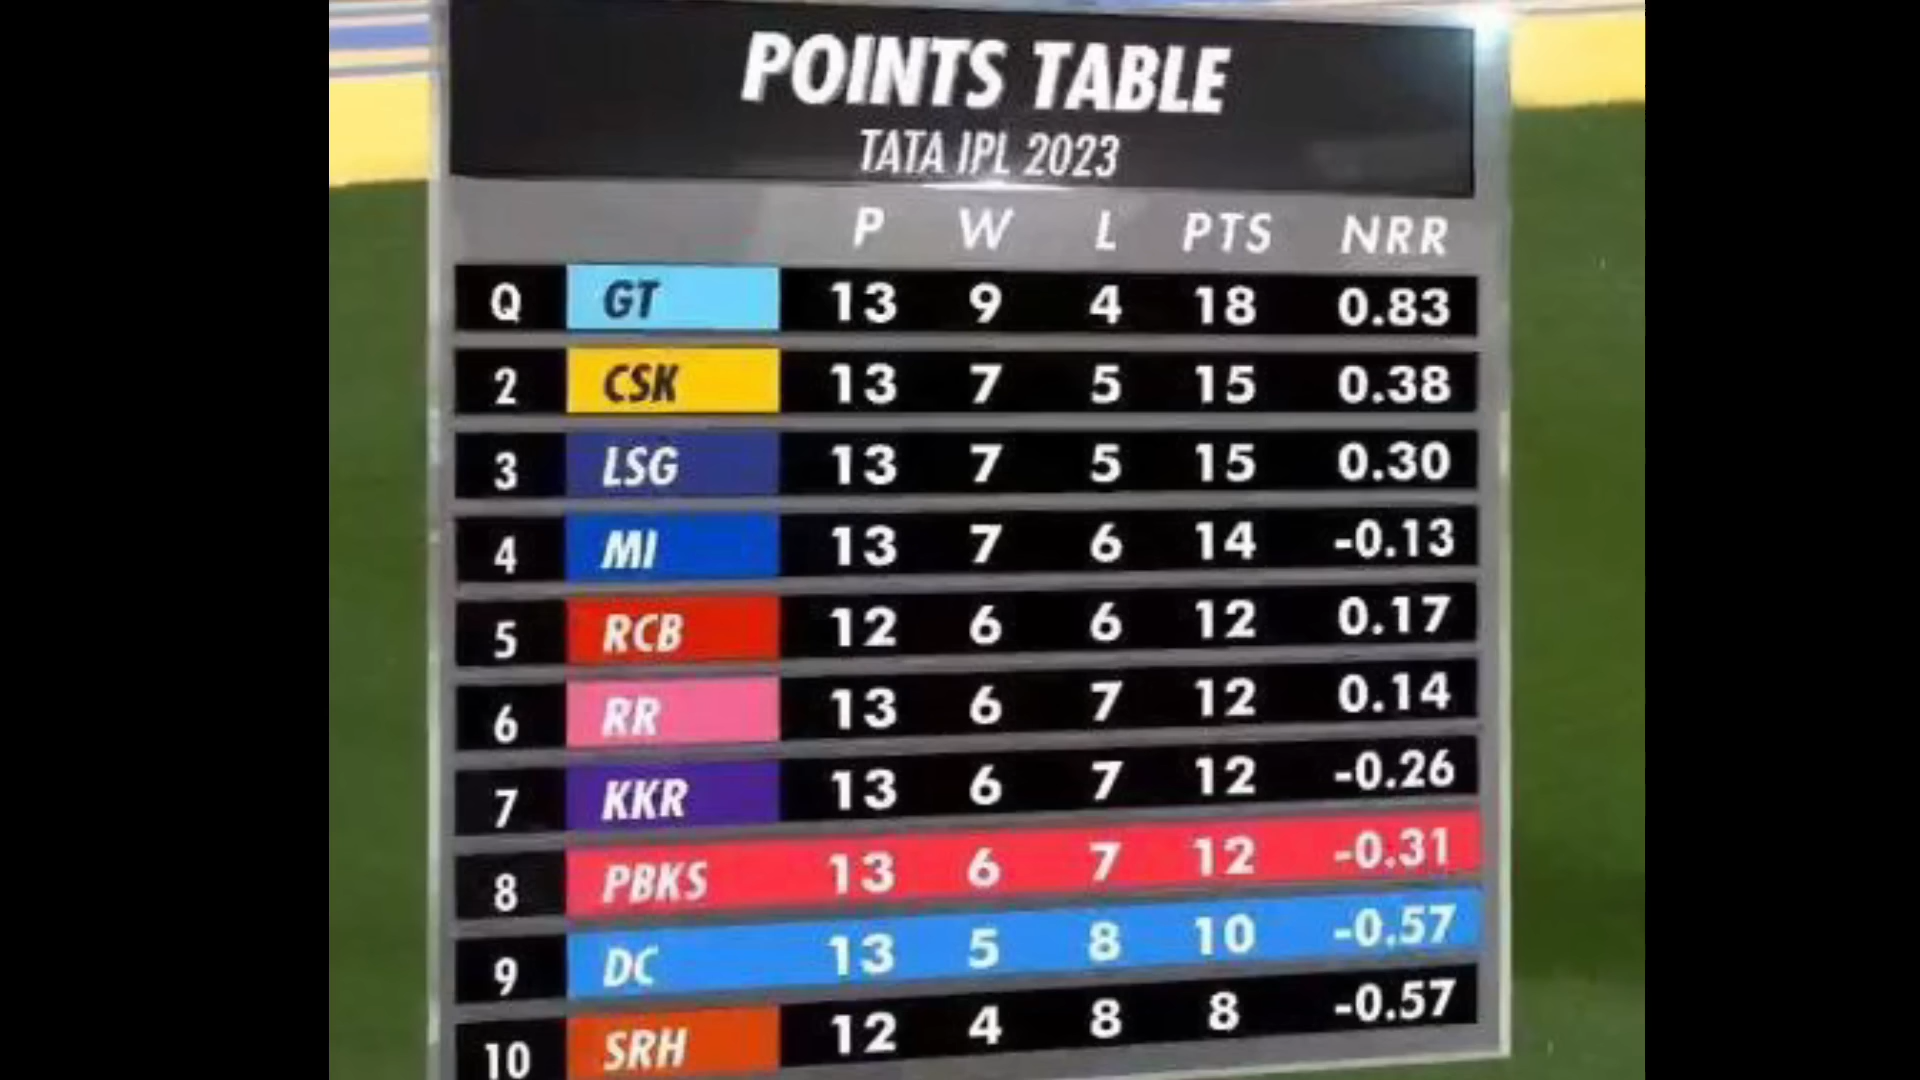 POINTS TABLE
TATA IPL 2023
P W L PTS NRR
Q GT 13 9 4 18 0.83
2 CSK 13 7 5 15 0.38
3 LSG 13 7 5 15 0.30
4 MI 13 7 6 14 -0.13
5 RCB 12 6 6 12 0.17
6 RR 13 6 7 12 0.14
7 KKR 13 6 7 12 -0.26
8 PBKS 13 6 7 12 -0.31
9 DC 13 5 8 10 -0.57
10 SRH 12 4 8 8 -0.57